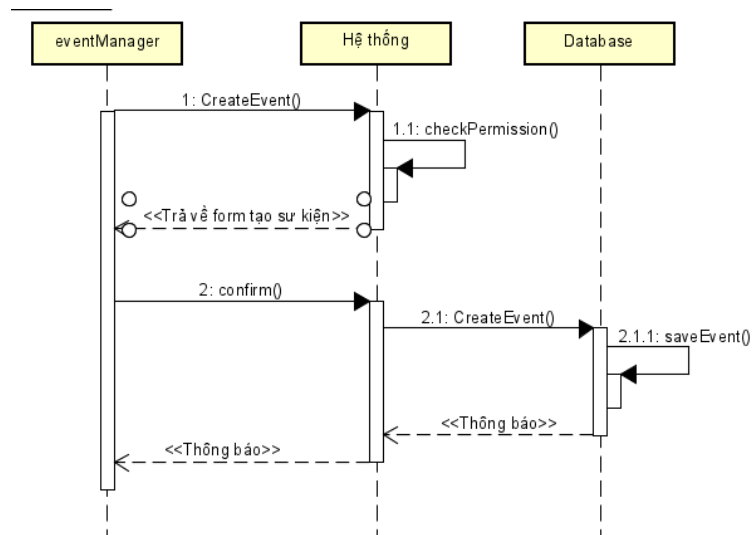 eventManager
Hệ thống
Database
1: CreateEvent()
1.1: checkPermission()
<<Trả về form tạo sư kiện>>
2: confirm()
2.1: CreateEvent()
2.1.1: saveEvent()
<<Thông báo>>
<<Thông báo>>